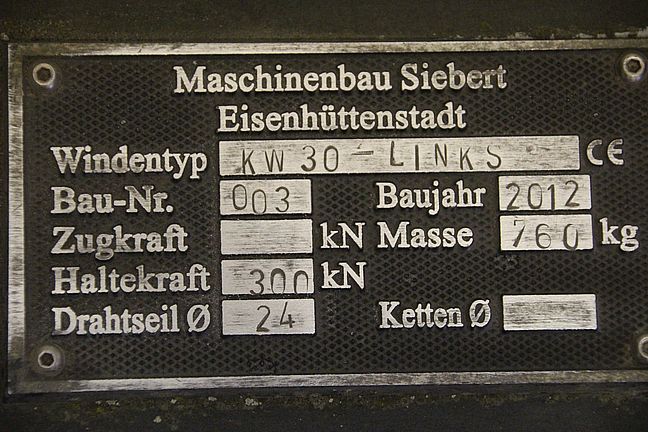 Maschinenbau Siebert
Eisenhüttenstadt
Windentyp KW 30 - LINKS CE
Bau-Nr. 003 Baujahr 2012
Zugkraft kN Masse 760 kg
Haltekraft 300 kN
Drahtseil Ø 24 Ketten Ø